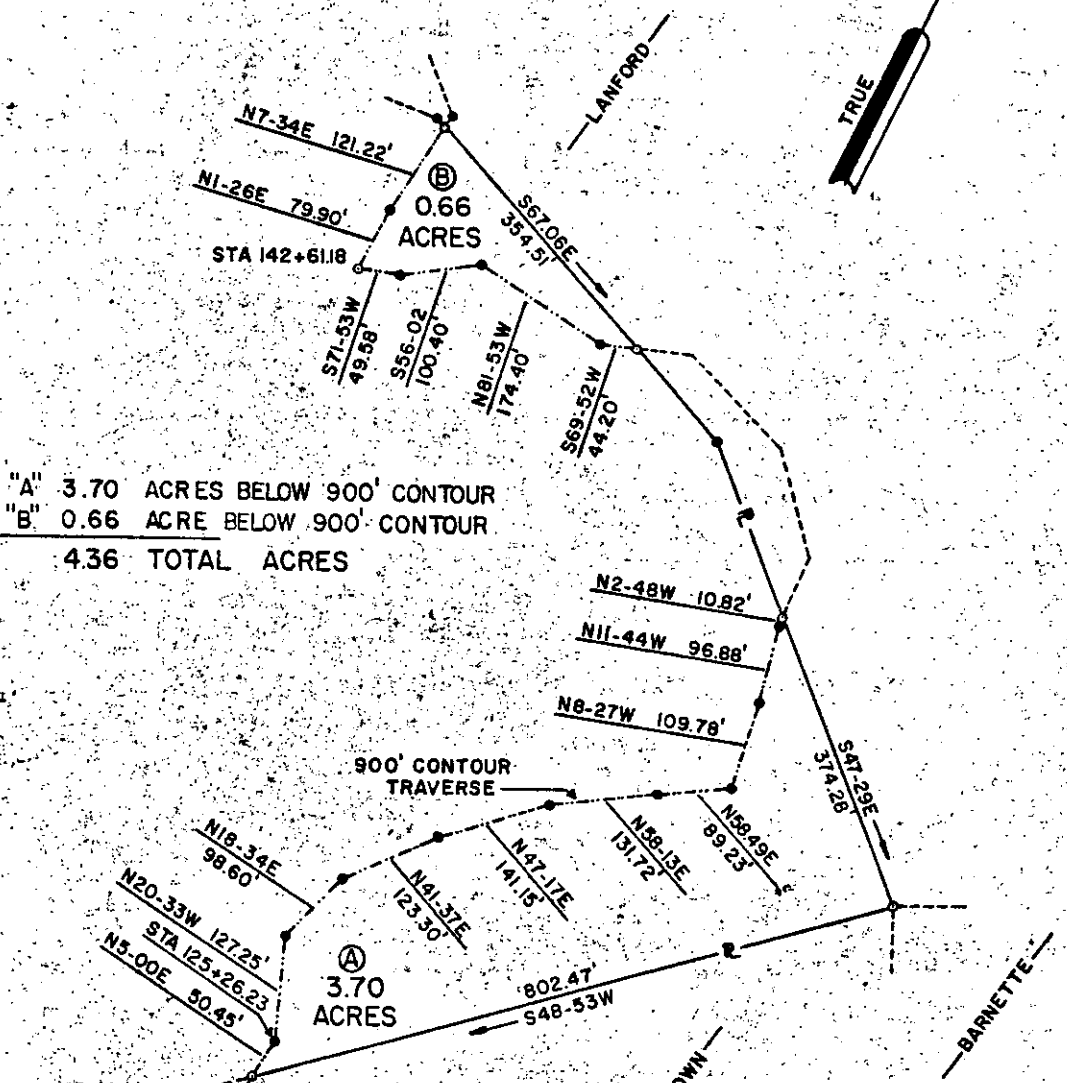 LANFORD
TRUE
N7-34E 121.22'
N1-26E 79.90'
STA 142+61.18
B
0.66
ACRES
S67.06E
354.51'
S71-53W
49.58'
S56-02
100.40'
N81-53W
174.40'
S69-52W
44.20'
"A" 3.70 ACRES BELOW 900' CONTOUR
"B" 0.66 ACRE BELOW 900' CONTOUR
4.36 TOTAL ACRES
N2-48W 10.82'
N11-44W 96.88'
N8-27W 109.78'
900' CONTOUR
TRAVERSE
S47-29E
374.28'
N18-34E
98.60'
N20-33W 127.25'
STA 125+26.23
N5-00E 50.45'
N41-37E
123.30'
N47-17E
141.15'
N58-13E
131.72'
N58.49E
89.23'
A
3.70
ACRES
802.47'
S48-53W
OWN
BARNETTE